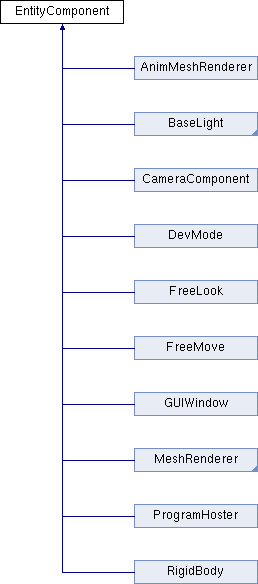 EntityComponent
AnimMeshRenderer
BaseLight
CameraComponent
DevMode
FreeLook
FreeMove
GUIWindow
MeshRenderer
ProgramHoster
RigidBody